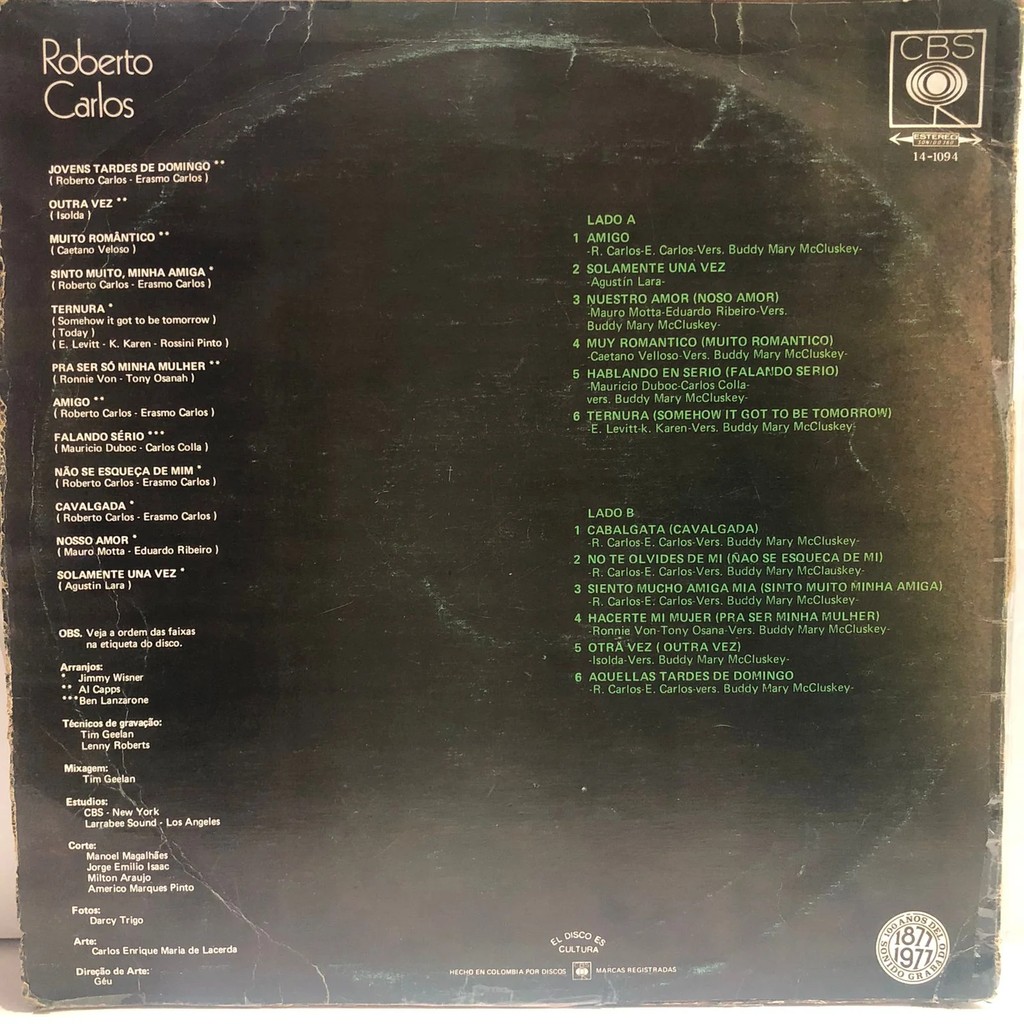 Roberto
Carlos
CBS
ESTEREO
14-1094
JOVENS TARDES DE DOMINGO **
( Roberto Carlos - Erasmo Carlos )
OUTRA VEZ **
( Isolda )
MUITO ROMÂNTICO **
( Caetano Veloso )
SINTO MUITO, MINHA AMIGA *
( Roberto Carlos - Erasmo Carlos )
TERNURA *
( Somehow it got to be tomorrow )
( Today )
( E. Levitt - K. Karen - Rossini Pinto )
PRA SER SÓ MINHA MULHER **
( Ronnie Von - Tony Osanah )
AMIGO **
( Roberto Carlos - Erasmo Carlos )
FALANDO SÉRIO ***
( Mauricio Duboc - Carlos Colla )
NÃO SE ESQUEÇA DE MIM *
( Roberto Carlos - Erasmo Carlos )
CAVALGADA *
( Roberto Carlos - Erasmo Carlos )
NOSSO AMOR *
( Mauro Motta - Eduardo Ribeiro )
SOLAMENTE UNA VEZ *
( Agustin Lara )
OBS. Veja a ordem das faixas
na etiqueta do disco.
Arranjos:
* Jimmy Wisner
** Al Capps
*** Ben Lanzarone
Técnicos de gravação:
Tim Geelan
Lenny Roberts
Mixagem:
Tim Geelan
Estudios:
CBS - New York
Larrabee Sound - Los Angeles
Corte:
Manoel Magalhães
Jorge Emilio Isaac
Milton Araujo
Americo Marques Pinto
Fotos:
Darcy Trigo
Arte:
Carlos Enrique Maria de Lacerda
Direção de Arte:
Géu
LADO A
1 AMIGO
-R. Carlos-E. Carlos-Vers. Buddy Mary McCluskey-
2 SOLAMENTE UNA VEZ
-Agustín Lara-
3 NUESTRO AMOR (NOSO AMOR)
-Mauro Motta-Eduardo Ribeiro-Vers.
Buddy Mary McCluskey-
4 MUY ROMANTICO (MUITO ROMANTICO)
-Caetano Velloso-Vers. Buddy Mary McCluskey-
5 HABLANDO EN SERIO (FALANDO SERIO)
-Mauricio Duboc-Carlos Colla-
vers. Buddy Mary McCluskey-
6 TERNURA (SOMEHOW IT GOT TO BE TOMORROW)
-E. Levitt-k. Karen-Vers. Buddy Mary McCluskey-
LADO B
1 CABALGATA (CAVALGADA)
-R. Carlos-E. Carlos-Vers. Buddy Mary McCluskey-
2 NO TE OLVIDES DE MI (ÑAO SE ESQUECA DE MI)
-R. Carlos-E. Carlos-Vers. Buddy Mary McClauskey-
3 SIENTO MUCHO AMIGA MIA (SINTO MUITO MINHA AMIGA)
-R. Carlos-E. Carlos-Vers. Buddy Mary McCluskey-
4 HACERTE MI MUJER (PRA SER MINHA MULHER)
-Ronnie Von-Tony Osana-Vers. Buddy Mary McCluskey-
5 OTRA VEZ ( OUTRA VEZ)
-Isolda-Vers. Buddy Mary McCluskey-
6 AQUELLAS TARDES DE DOMINGO
-R. Carlos-E. Carlos-vers. Buddy Mary McCluskey-
EL DISCO ES
CULTURA
HECHO EN COLOMBIA POR DISCOS CBS MARCAS REGISTRADAS
100 AÑOS DEL
1877
1977
SONIDO GRABADO